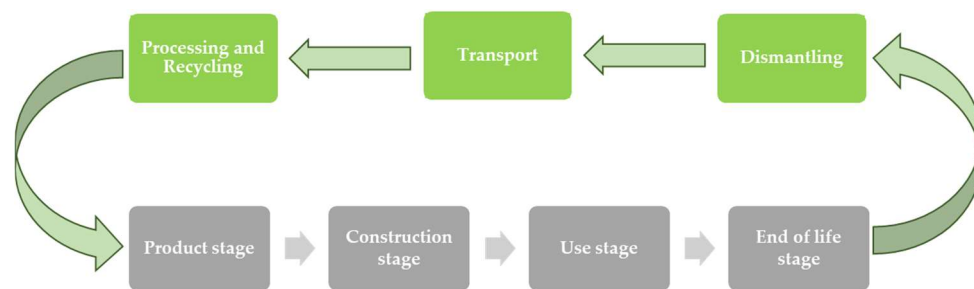 Processing and
Recycling
Transport
Dismantling
Product stage
Construction
stage
Use stage
End of life
stage